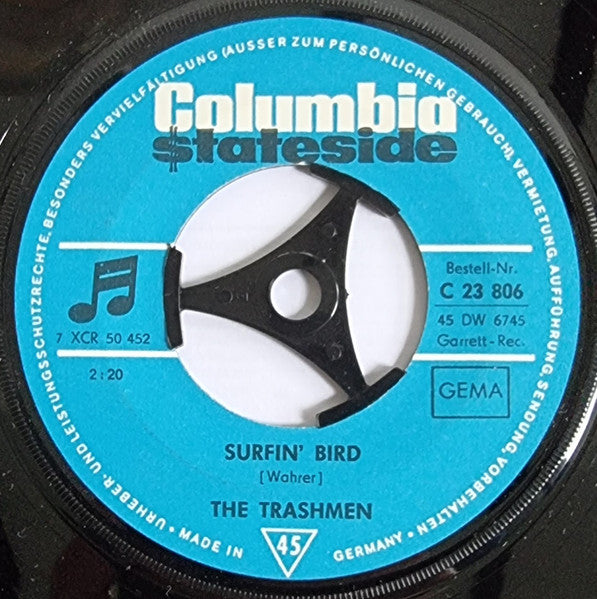 URHEBER- UND LEISTUNGSSCHUTZRECHTE, BESONDERS VERVIELFÄLTIGUNG (AUSSER ZUM PERSÖNLICHEN GEBRAUCH), VERMIETUNG, AUFFÜHRUNG, SENDUNG, VORBEHALTEN
Columbia
$tateside
7 XCR 50 452
2:20
Bestell-Nr.
C 23 806
45 DW 6745
Garrett-Rec.
GEMA
SURFIN' BIRD
[Wahrer]
THE TRASHMEN
• MADE IN
45
GERMANY •